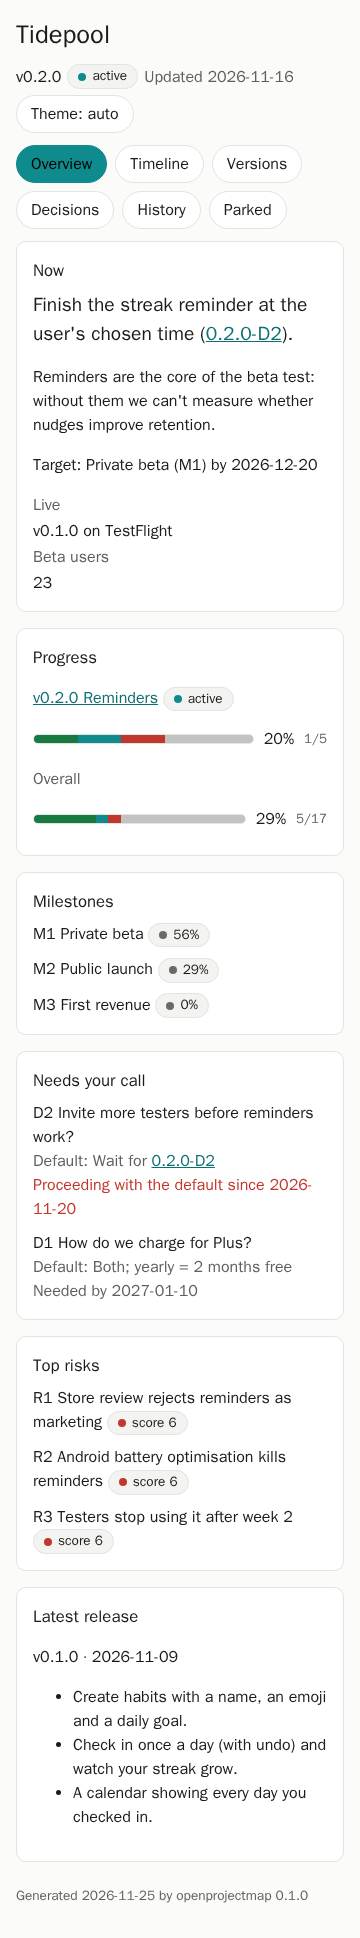 Tidepool
v0.2.0 active Updated 2026-11-16
Theme: auto
Overview Timeline Versions
Decisions History Parked
Now
Finish the streak reminder at the
user's chosen time (0.2.0-D2).
Reminders are the core of the beta test:
without them we can't measure whether
nudges improve retention.
Target: Private beta (M1) by 2026-12-20
Live
v0.1.0 on TestFlight
Beta users
23
Progress
v0.2.0 Reminders active
20% 1/5
Overall
29% 5/17
Milestones
M1 Private beta 56%
M2 Public launch 29%
M3 First revenue 0%
Needs your call
D2 Invite more testers before reminders
work?
Default: Wait for 0.2.0-D2
Proceeding with the default since 2026-
11-20
D1 How do we charge for Plus?
Default: Both; yearly = 2 months free
Needed by 2027-01-10
Top risks
R1 Store review rejects reminders as
marketing score 6
R2 Android battery optimisation kills
reminders score 6
R3 Testers stop using it after week 2
score 6
Latest release
v0.1.0 · 2026-11-09
• Create habits with a name, an emoji
and a daily goal.
• Check in once a day (with undo) and
watch your streak grow.
• A calendar showing every day you
checked in.
Generated 2026-11-25 by openprojectmap 0.1.0